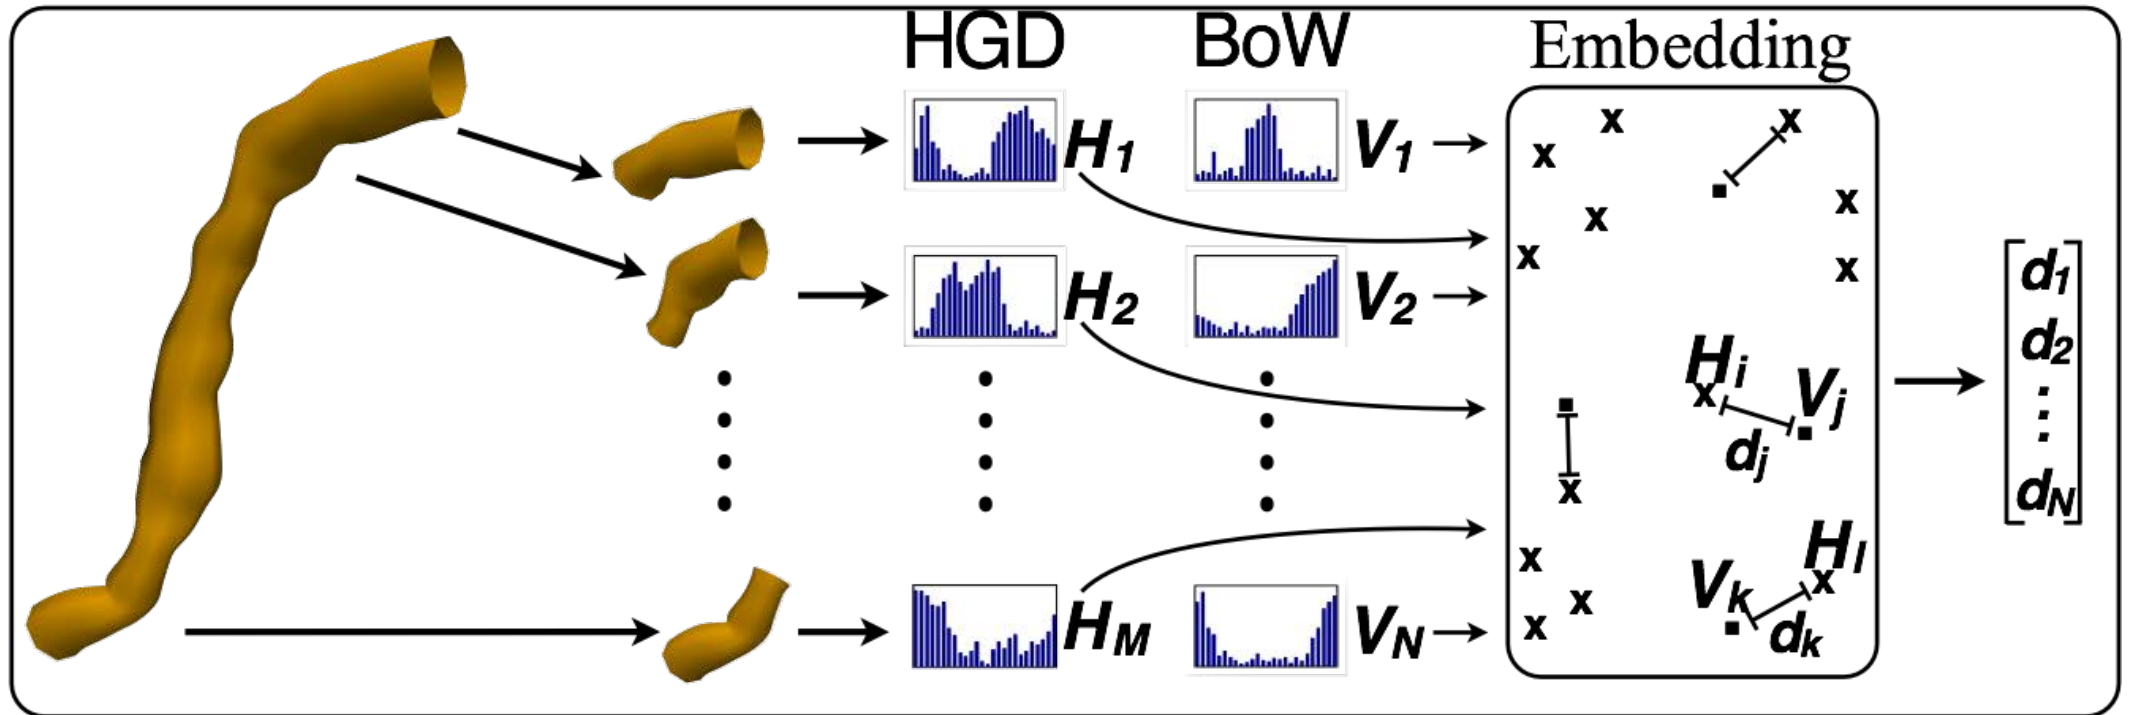 HGD BoW Embedding
H1 V1
H2 V2
HM VN
Hi
Vj
dj
Hl
Vk
dk
d1
d2
dN